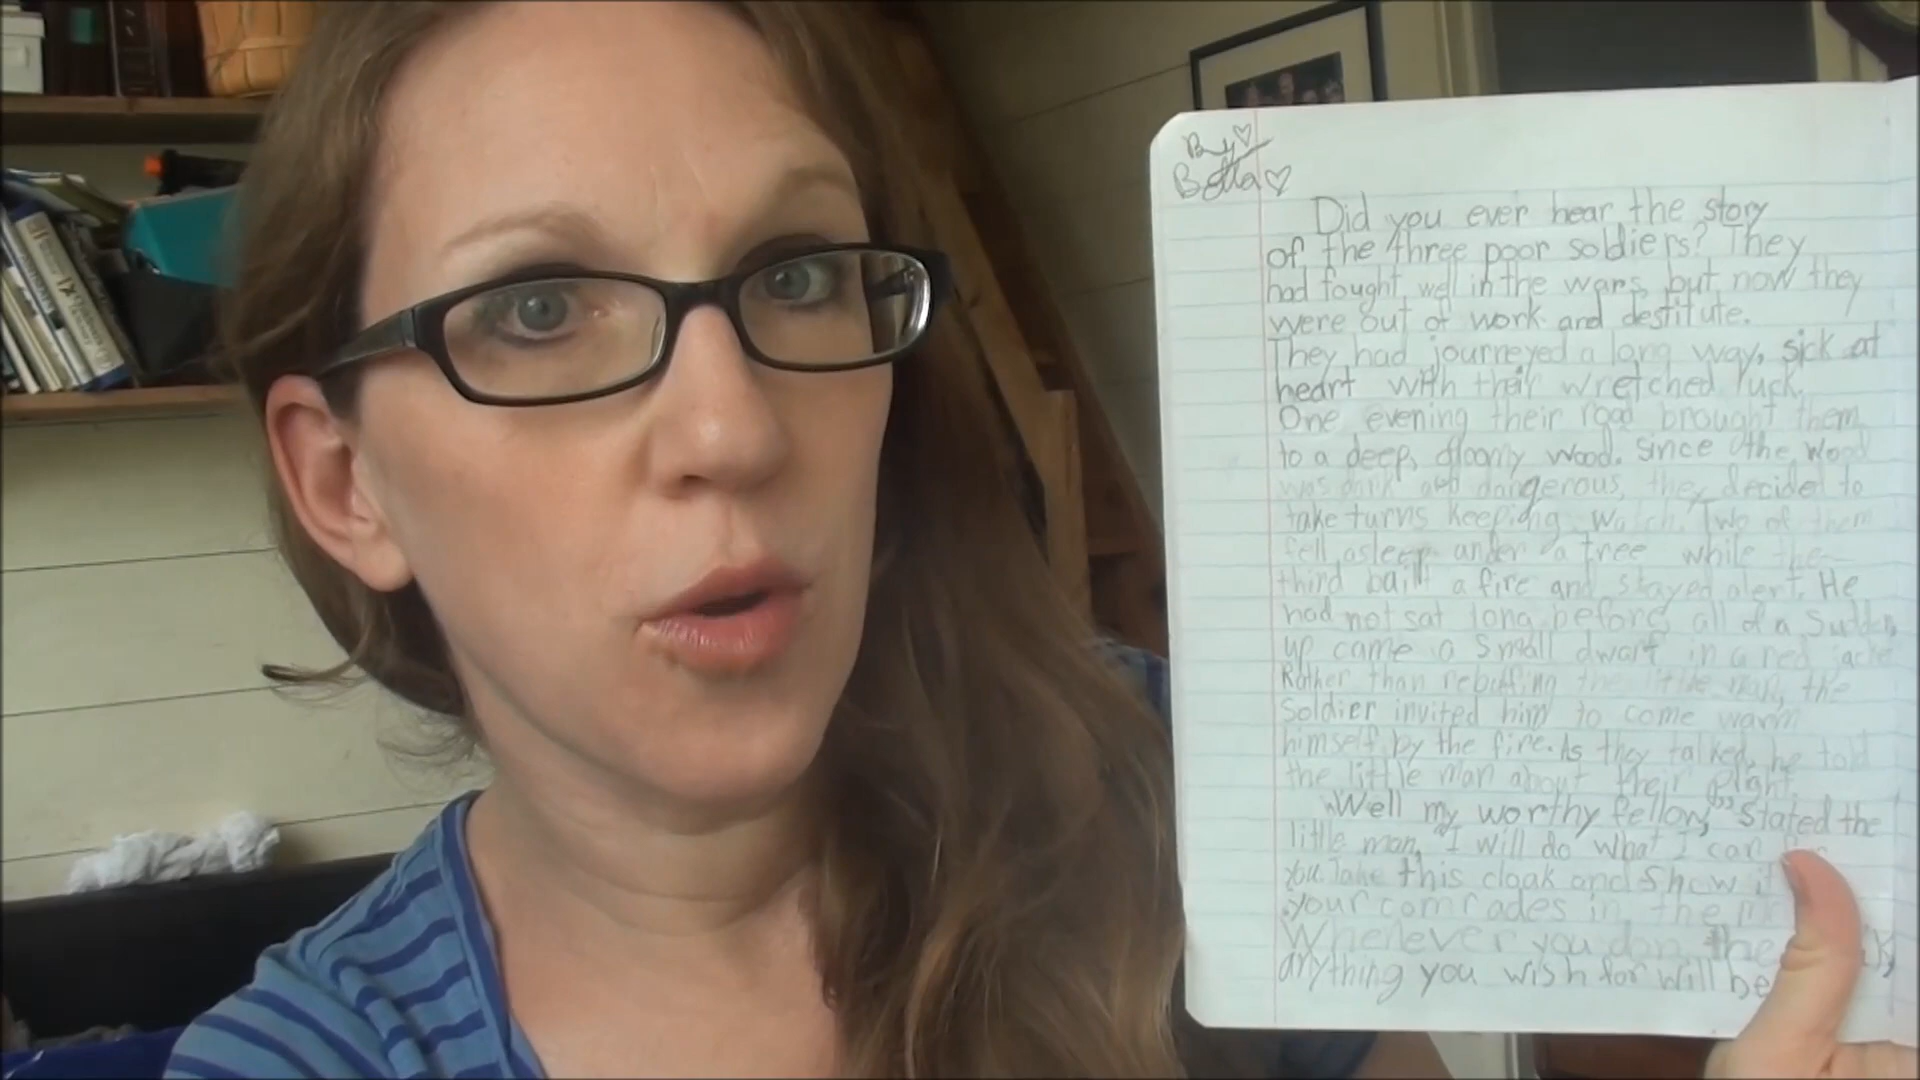 By
Bella
Did you ever hear the story
of the three poor soldiers? They
had fought well in the wars, but now they
were out of work and destitute.
They had journeyed a long way, sick at
heart with their wretched luck.
One evening their road brought them
to a deep, gloomy wood. Since the wood
was dark and dangerous, they decided to
take turns keeping watch. Two of them
fell asleep under a tree while the
third built a fire and stayed alert. He
had not sat long before, all of a sudden,
up came a small dwarf in a red
Rather than rebuffing the little man, the
Soldier invited him to come warm
himself by the fire. As they talked, he told
the little man about their plight.
"Well my worthy fellow," stated the
little man, "I will do what I can
you. Take this cloak and show it
your comrades in the
Whenever you don the
anything you wish for will be